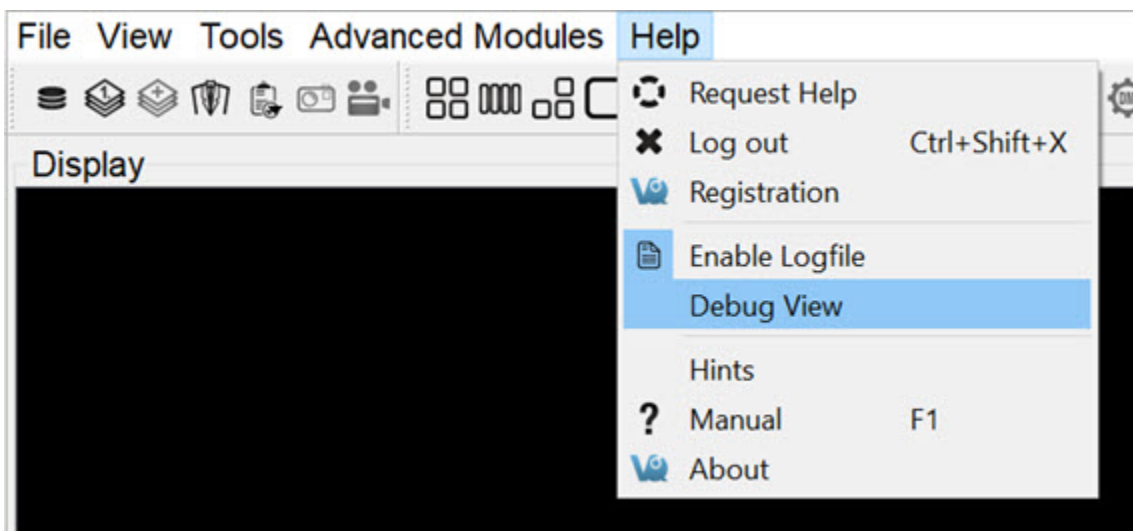 File View Tools Advanced Modules Help
Request Help
Log out Ctrl+Shift+X
Registration
Display
Enable Logfile
Debug View
Hints
? Manual F1
About